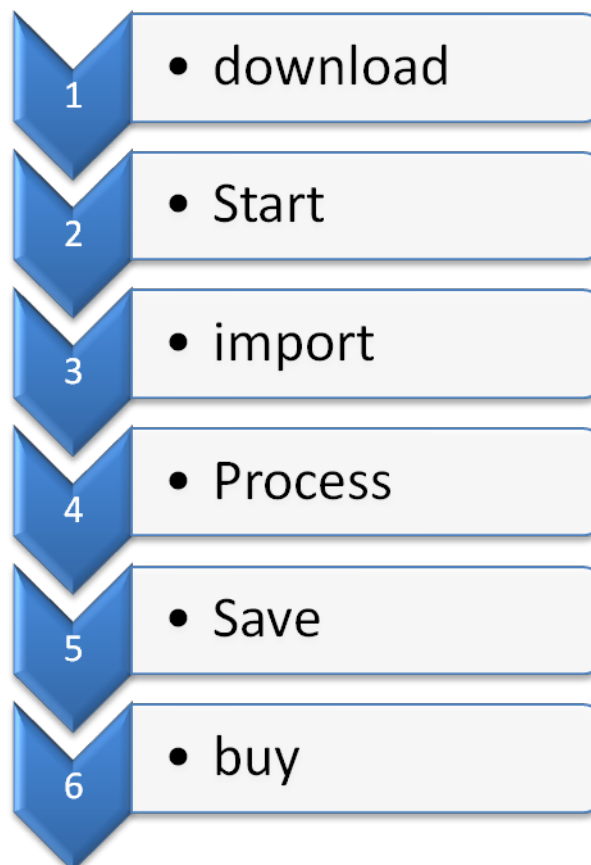 1 • download
2 • Start
3 • import
4 • Process
5 • Save
6 • buy